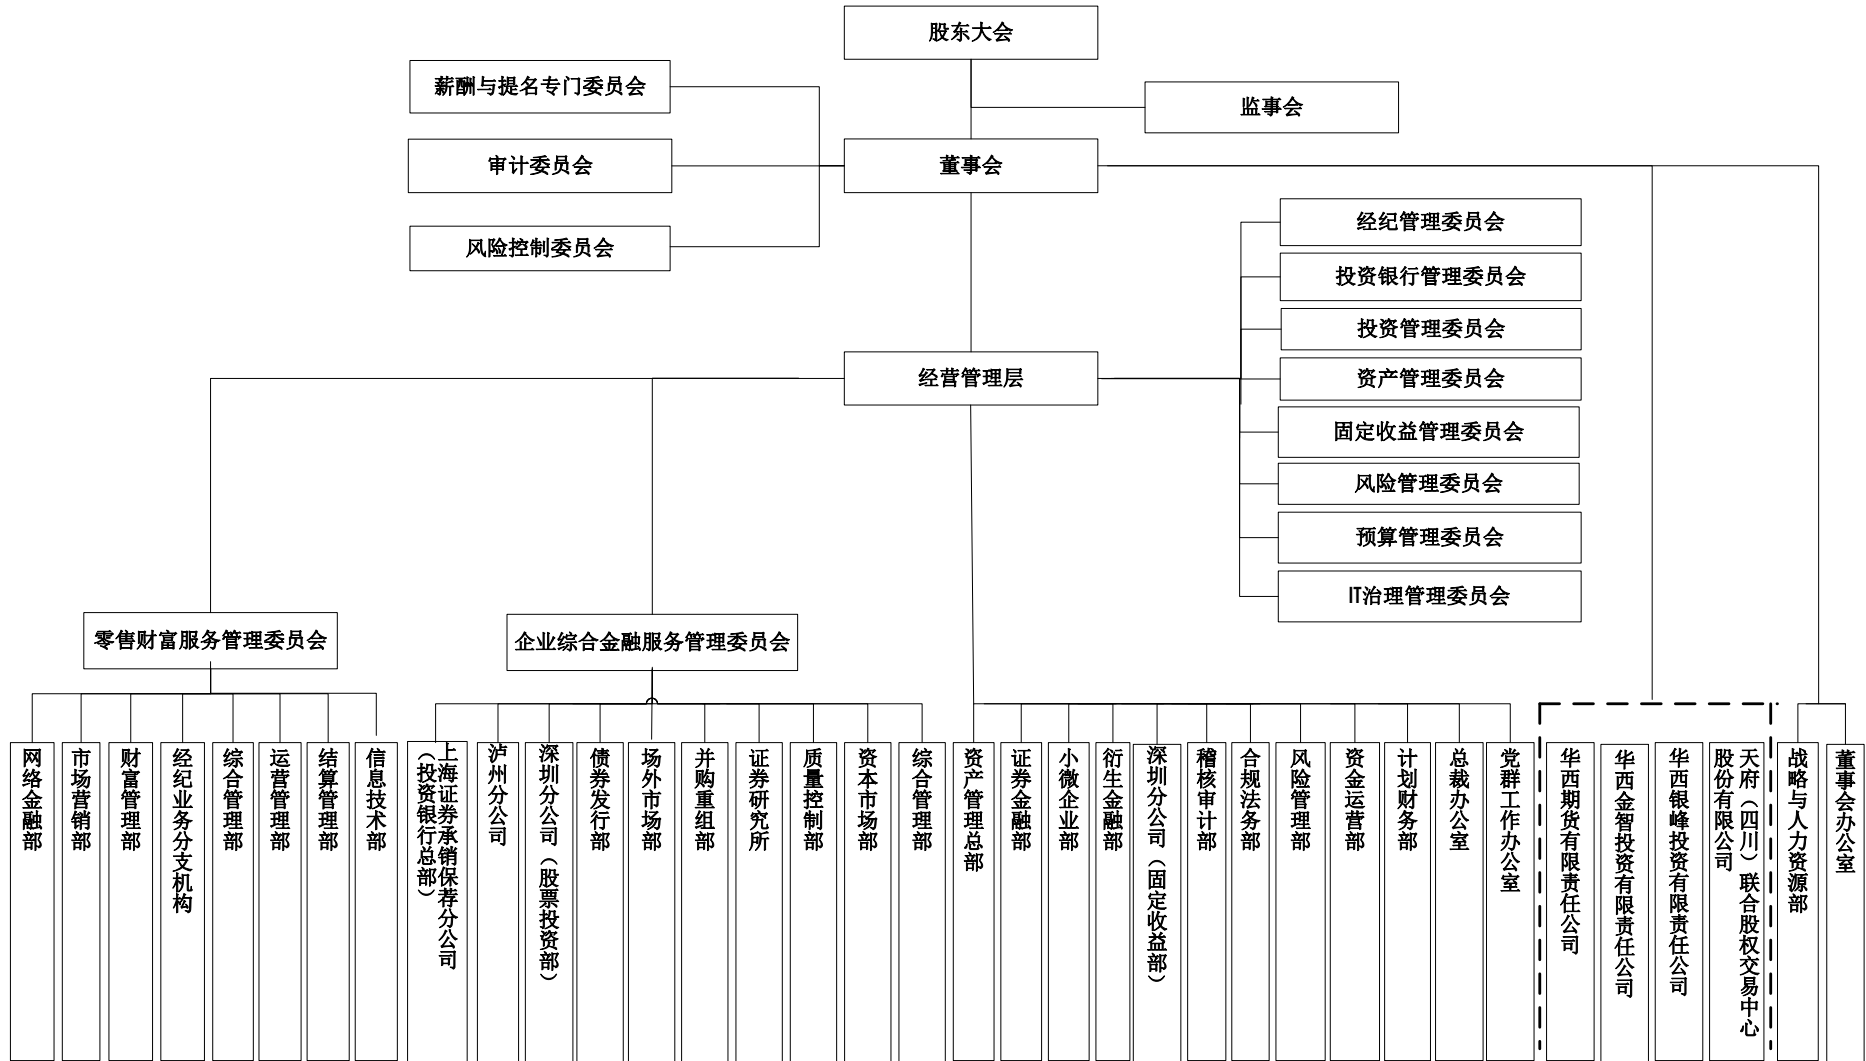 股东大会
薪酬与提名专门委员会
监事会
审计委员会
董事会
风险控制委员会
经纪管理委员会
投资银行管理委员会
投资管理委员会
经营管理层
资产管理委员会
固定收益管理委员会
风险管理委员会
预算管理委员会
IT治理管理委员会
零售财富服务管理委员会
企业综合金融服务管理委员会
网络金融部
市场营销部
财富管理部
经纪业务分支机构
综合管理部
运营管理部
结算管理部
信息技术部
上海证券承销保荐分公司
（投资银行总部）
泸州分公司
深圳分公司（股票投资部）
债券发行部
场外市场部
并购重组部
证券研究所
质量控制部
资本市场部
综合管理部
资产管理总部
证券金融部
小微企业部
衍生金融部
深圳分公司（固定收益部）
稽核审计部
合规法务部
风险管理部
资金运营部
计划财务部
总裁办公室
党群工作办公室
华西期货有限责任公司
华西金智投资有限责任公司
华西银峰投资有限责任公司
天府（四川）联合股权交易中心
股份有限公司
战略与人力资源部
董事会办公室